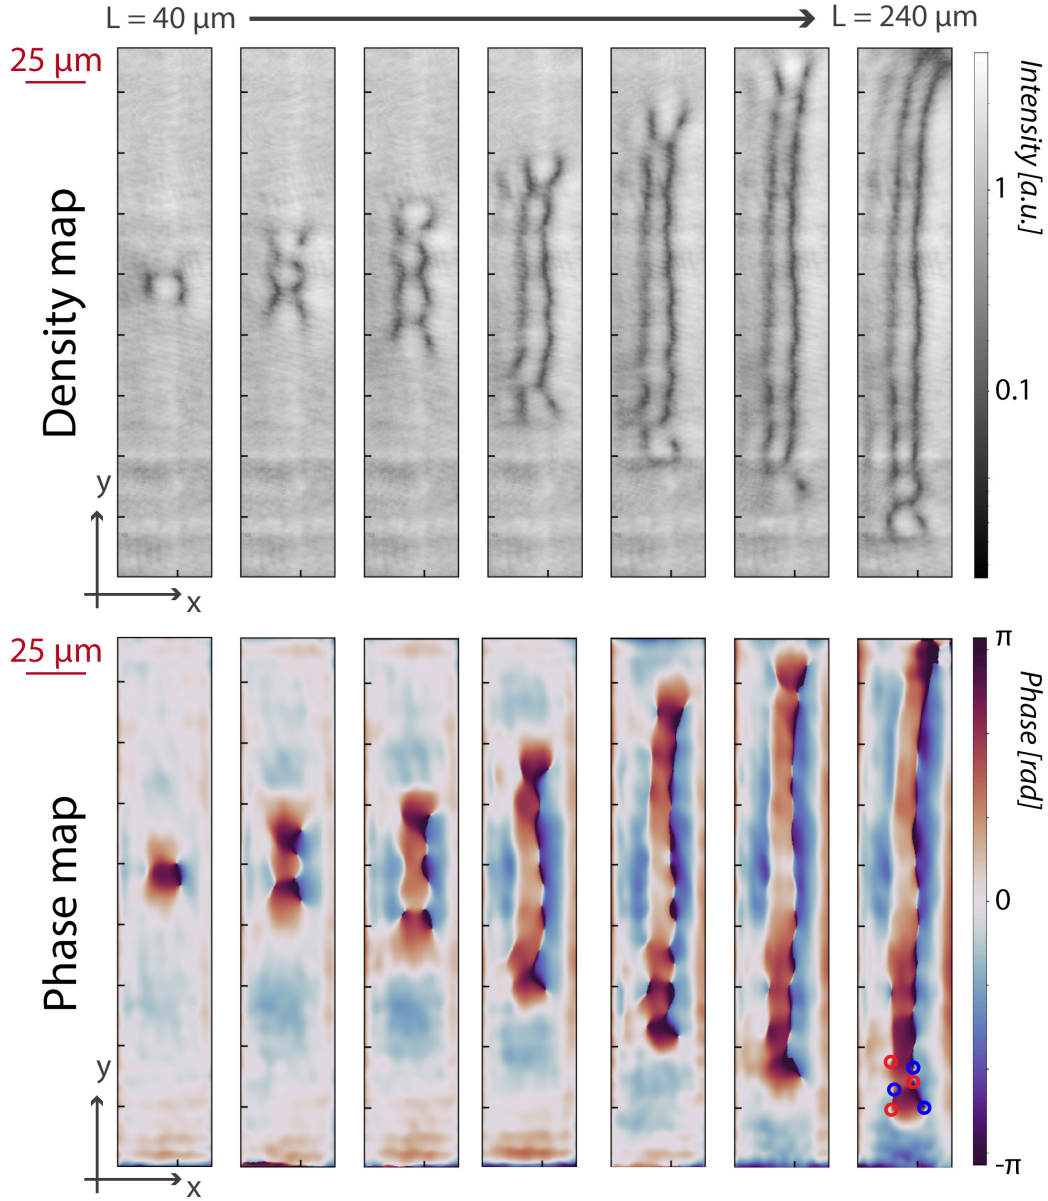 L = 40 μm
L = 240 μm
25 μm
Density map
Intensity [a.u.]
1
0.1
y
x
25 μm
Phase map
π
Phase [rad]
0
-π
y
x